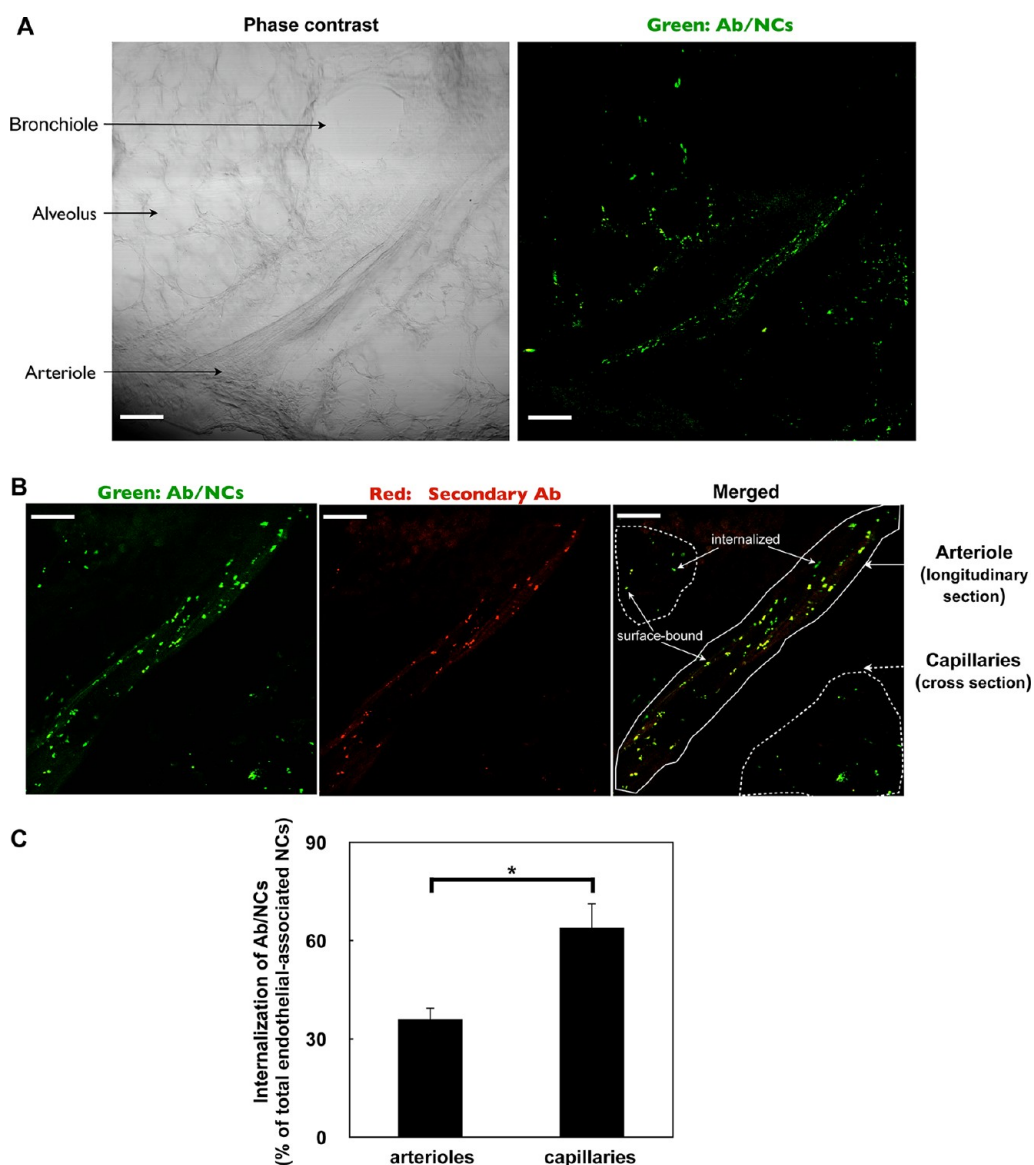 A
Phase contrast
Green: Ab/NCs
Bronchiole
Alveolus
Arteriole
B
Green: Ab/NCs
Red: Secondary Ab
Merged
internalized
surface-bound
Arteriole
(longitudinary
section)
Capillaries
(cross section)
C
Internalization of Ab/NCs
(% of total endothelial-associated NCs)
90
60
30
0
*
arterioles
capillaries